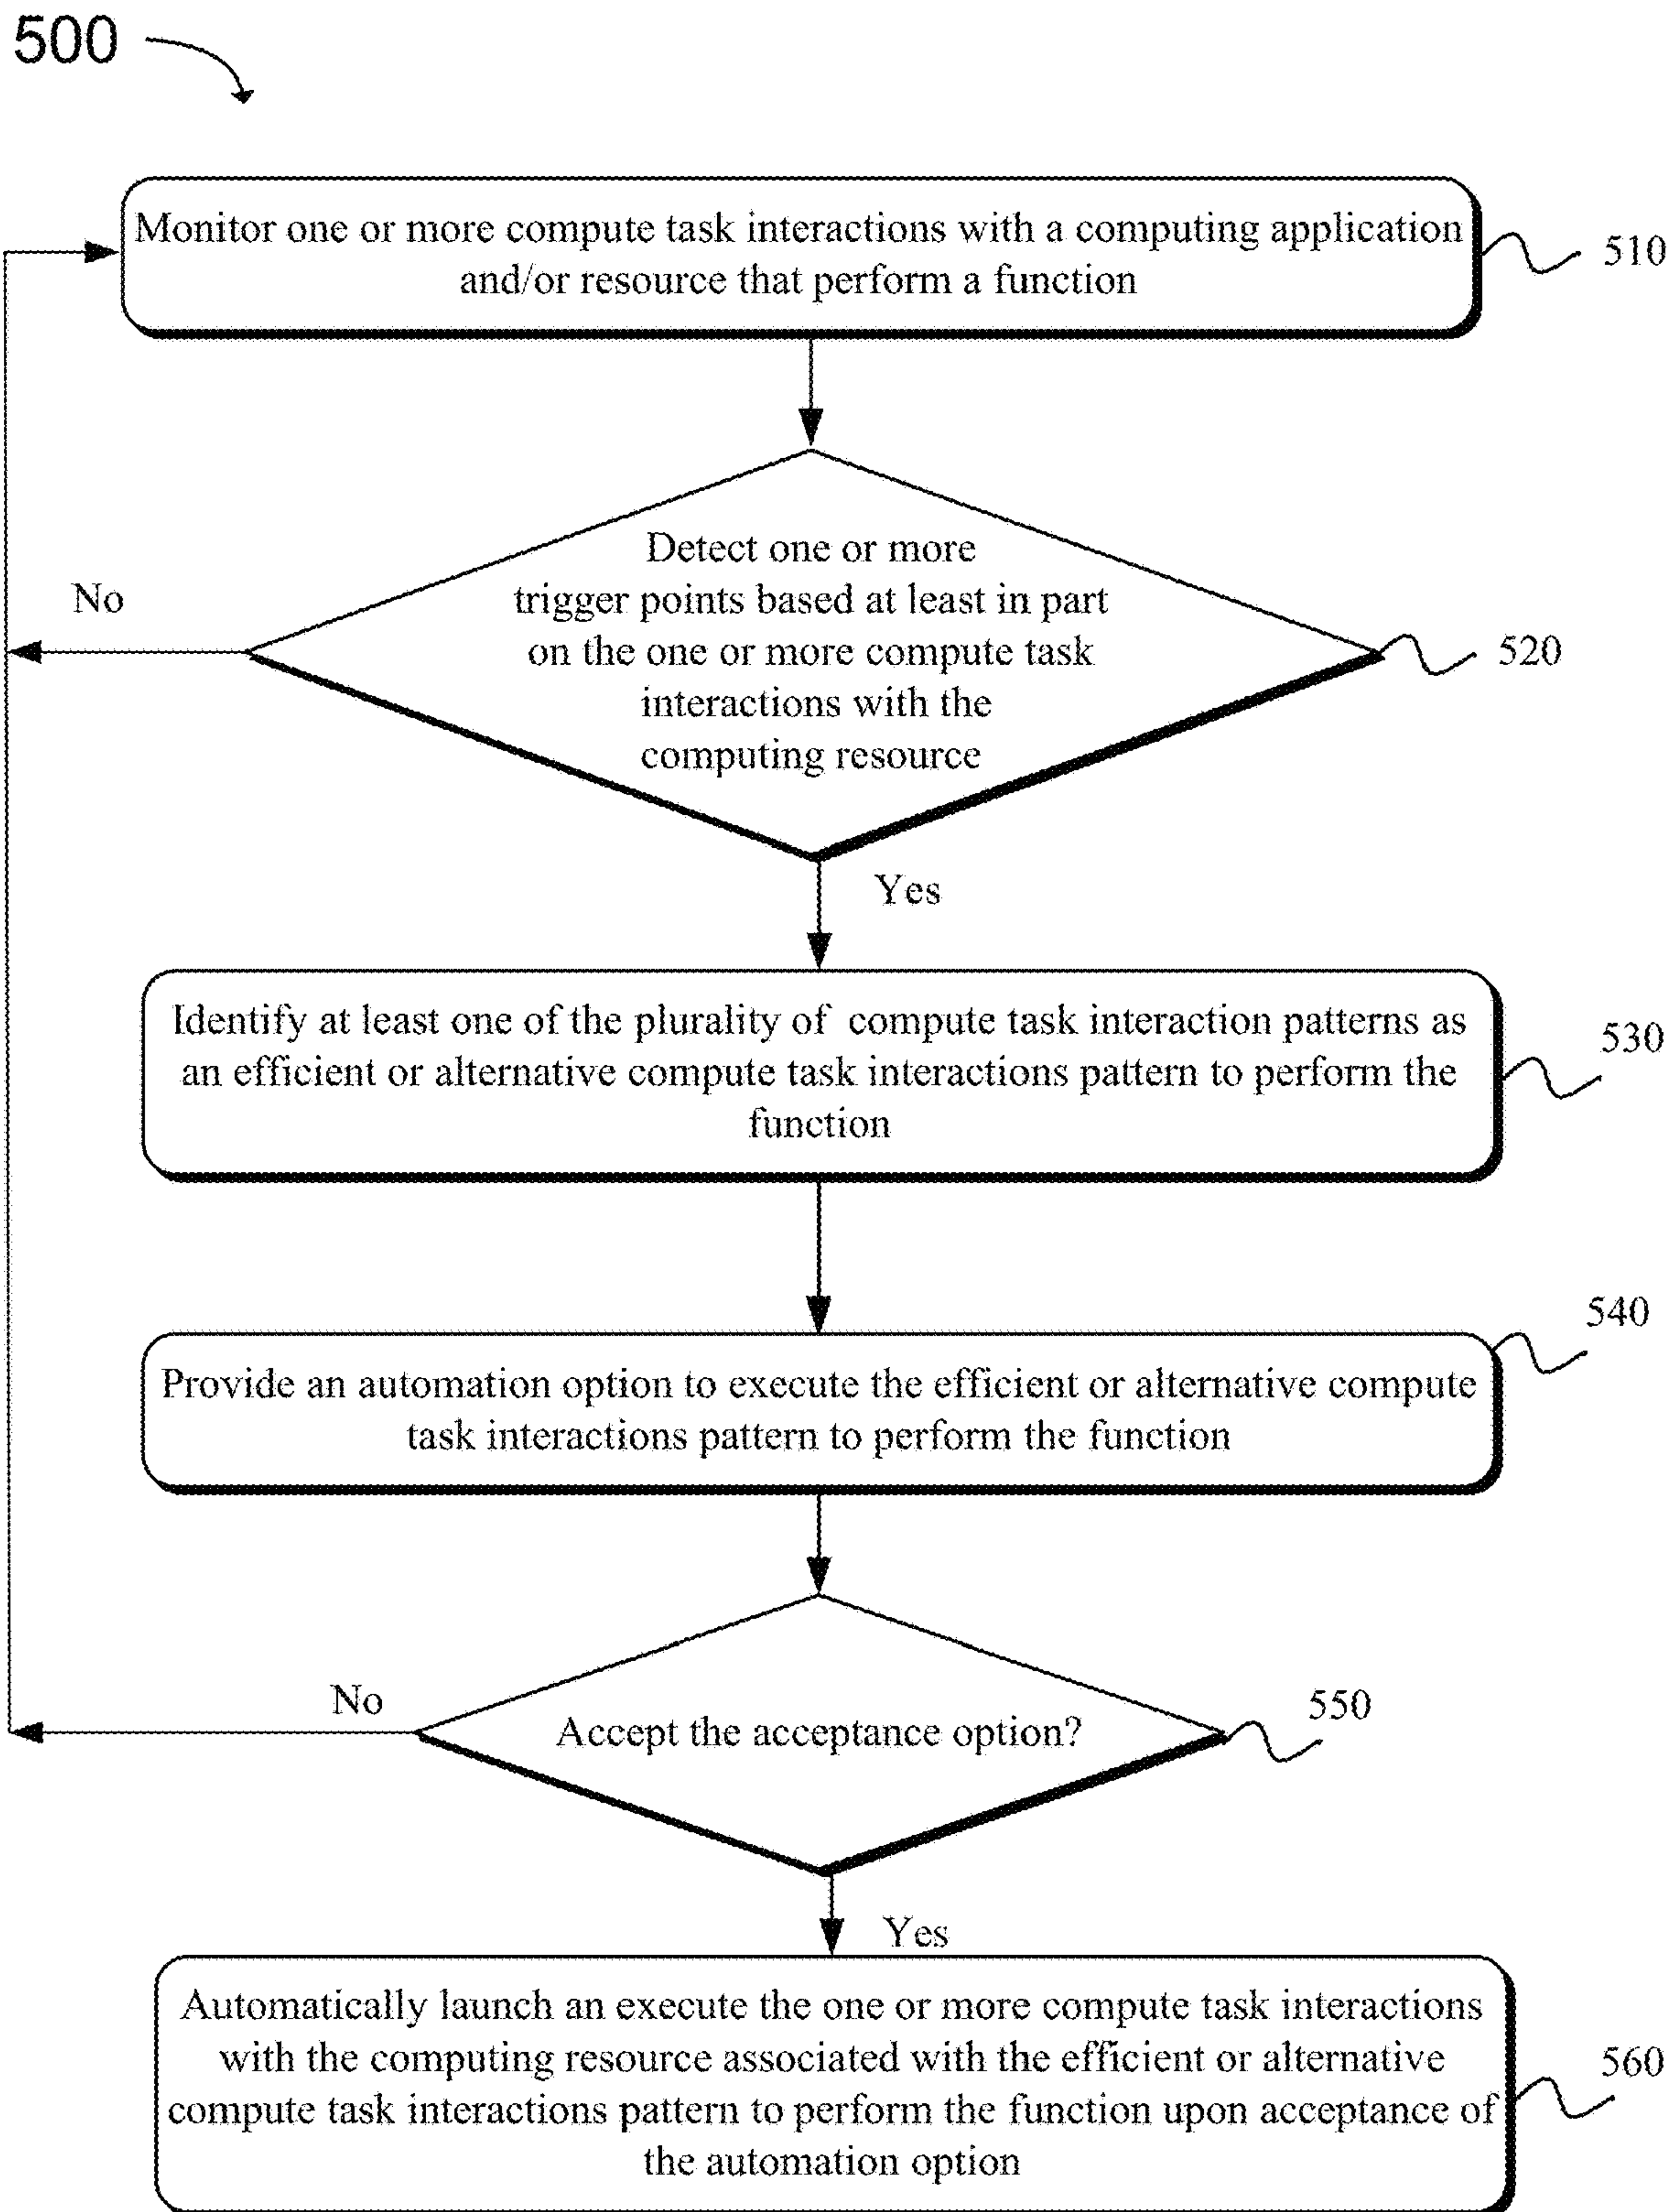 500
Monitor one or more compute task interactions with a computing application
and/or resource that perform a function
510
Detect one or more
trigger points based at least in part
on the one or more compute task
interactions with the
computing resource
No
520
Yes
Identify at least one of the plurality of compute task interaction patterns as
an efficient or alternative compute task interactions pattern to perform the
function
530
540
Provide an automation option to execute the efficient or alternative compute
task interactions pattern to perform the function
No
Accept the acceptance option?
550
Yes
Automatically launch an execute the one or more compute task interactions
with the computing resource associated with the efficient or alternative
compute task interactions pattern to perform the function upon acceptance of
the automation option
560